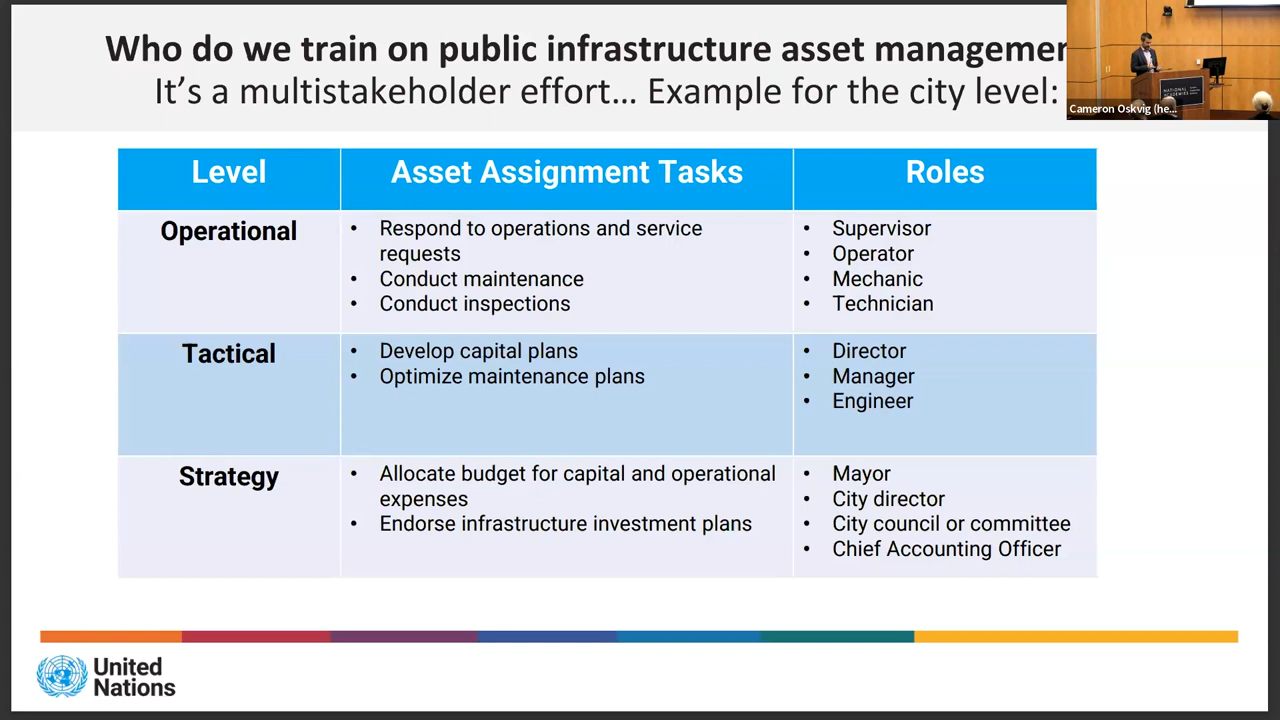 Who do we train on public infrastructure asset managemen
It's a multistakeholder effort... Example for the city level:
Cameron Oskvig (he...
NATIONAL
ACADEMIES
Level
Asset Assignment Tasks
Roles
Operational
• Respond to operations and service
requests
• Conduct maintenance
• Conduct inspections
• Supervisor
• Operator
• Mechanic
• Technician
Tactical
• Develop capital plans
• Optimize maintenance plans
• Director
• Manager
• Engineer
Strategy
• Allocate budget for capital and operational
expenses
• Endorse infrastructure investment plans
• Mayor
• City director
• City council or committee
• Chief Accounting Officer
United
Nations